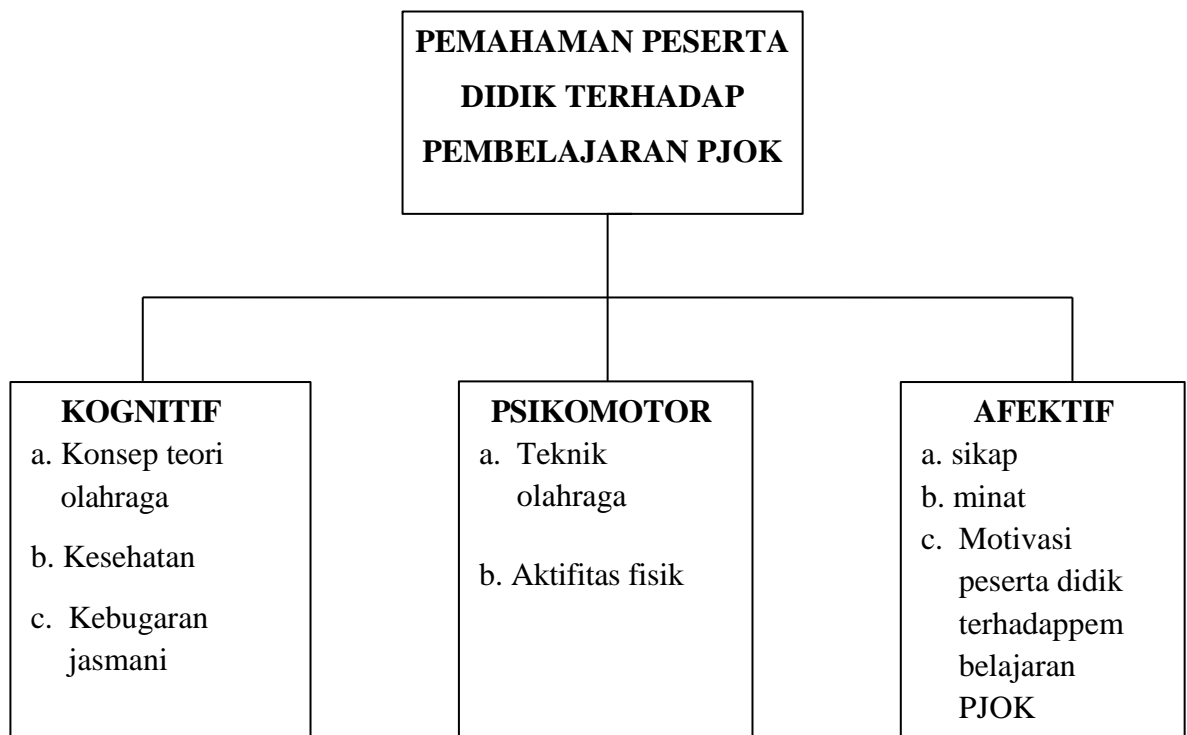 PEMAHAMAN PESERTA
DIDIK TERHADAP
PEMBELAJARAN PJOK
KOGNITIF
a. Konsep teori
olahraga
b. Kesehatan
c. Kebugaran
jasmani
PSIKOMOTOR
a. Teknik
olahraga
b. Aktifitas fisik
AFEKTIF
a. sikap
b. minat
c. Motivasi
peserta didik
terhadappem
belajaran
PJOK